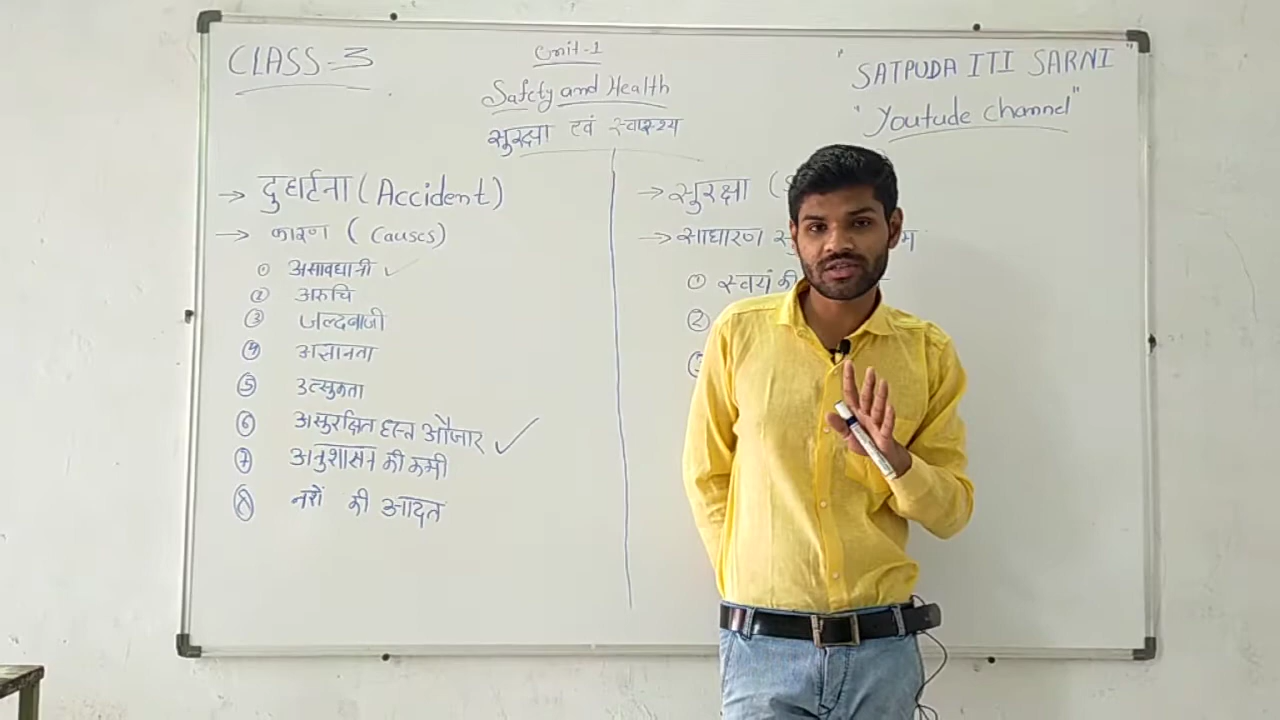 CLASS-3
Unit-1
Safety and Health
सुरक्षा एवं स्वास्थ्य
"SATPUDA ITI SARNI"
"Youtude channel"
→ दुर्घटना (Accident)
→ कारण (Causes)
① असावधानी ✓
② अरुचि
③ जल्दबाजी
④ अज्ञानता
⑤ उत्सुकता
⑥ असुरक्षित हस्त औजार ✓
⑦ अनुशासन की कमी
⑧ नशे की आदत
→ सुरक्षा (S
→ साधारण
① स्वयं की
②
③